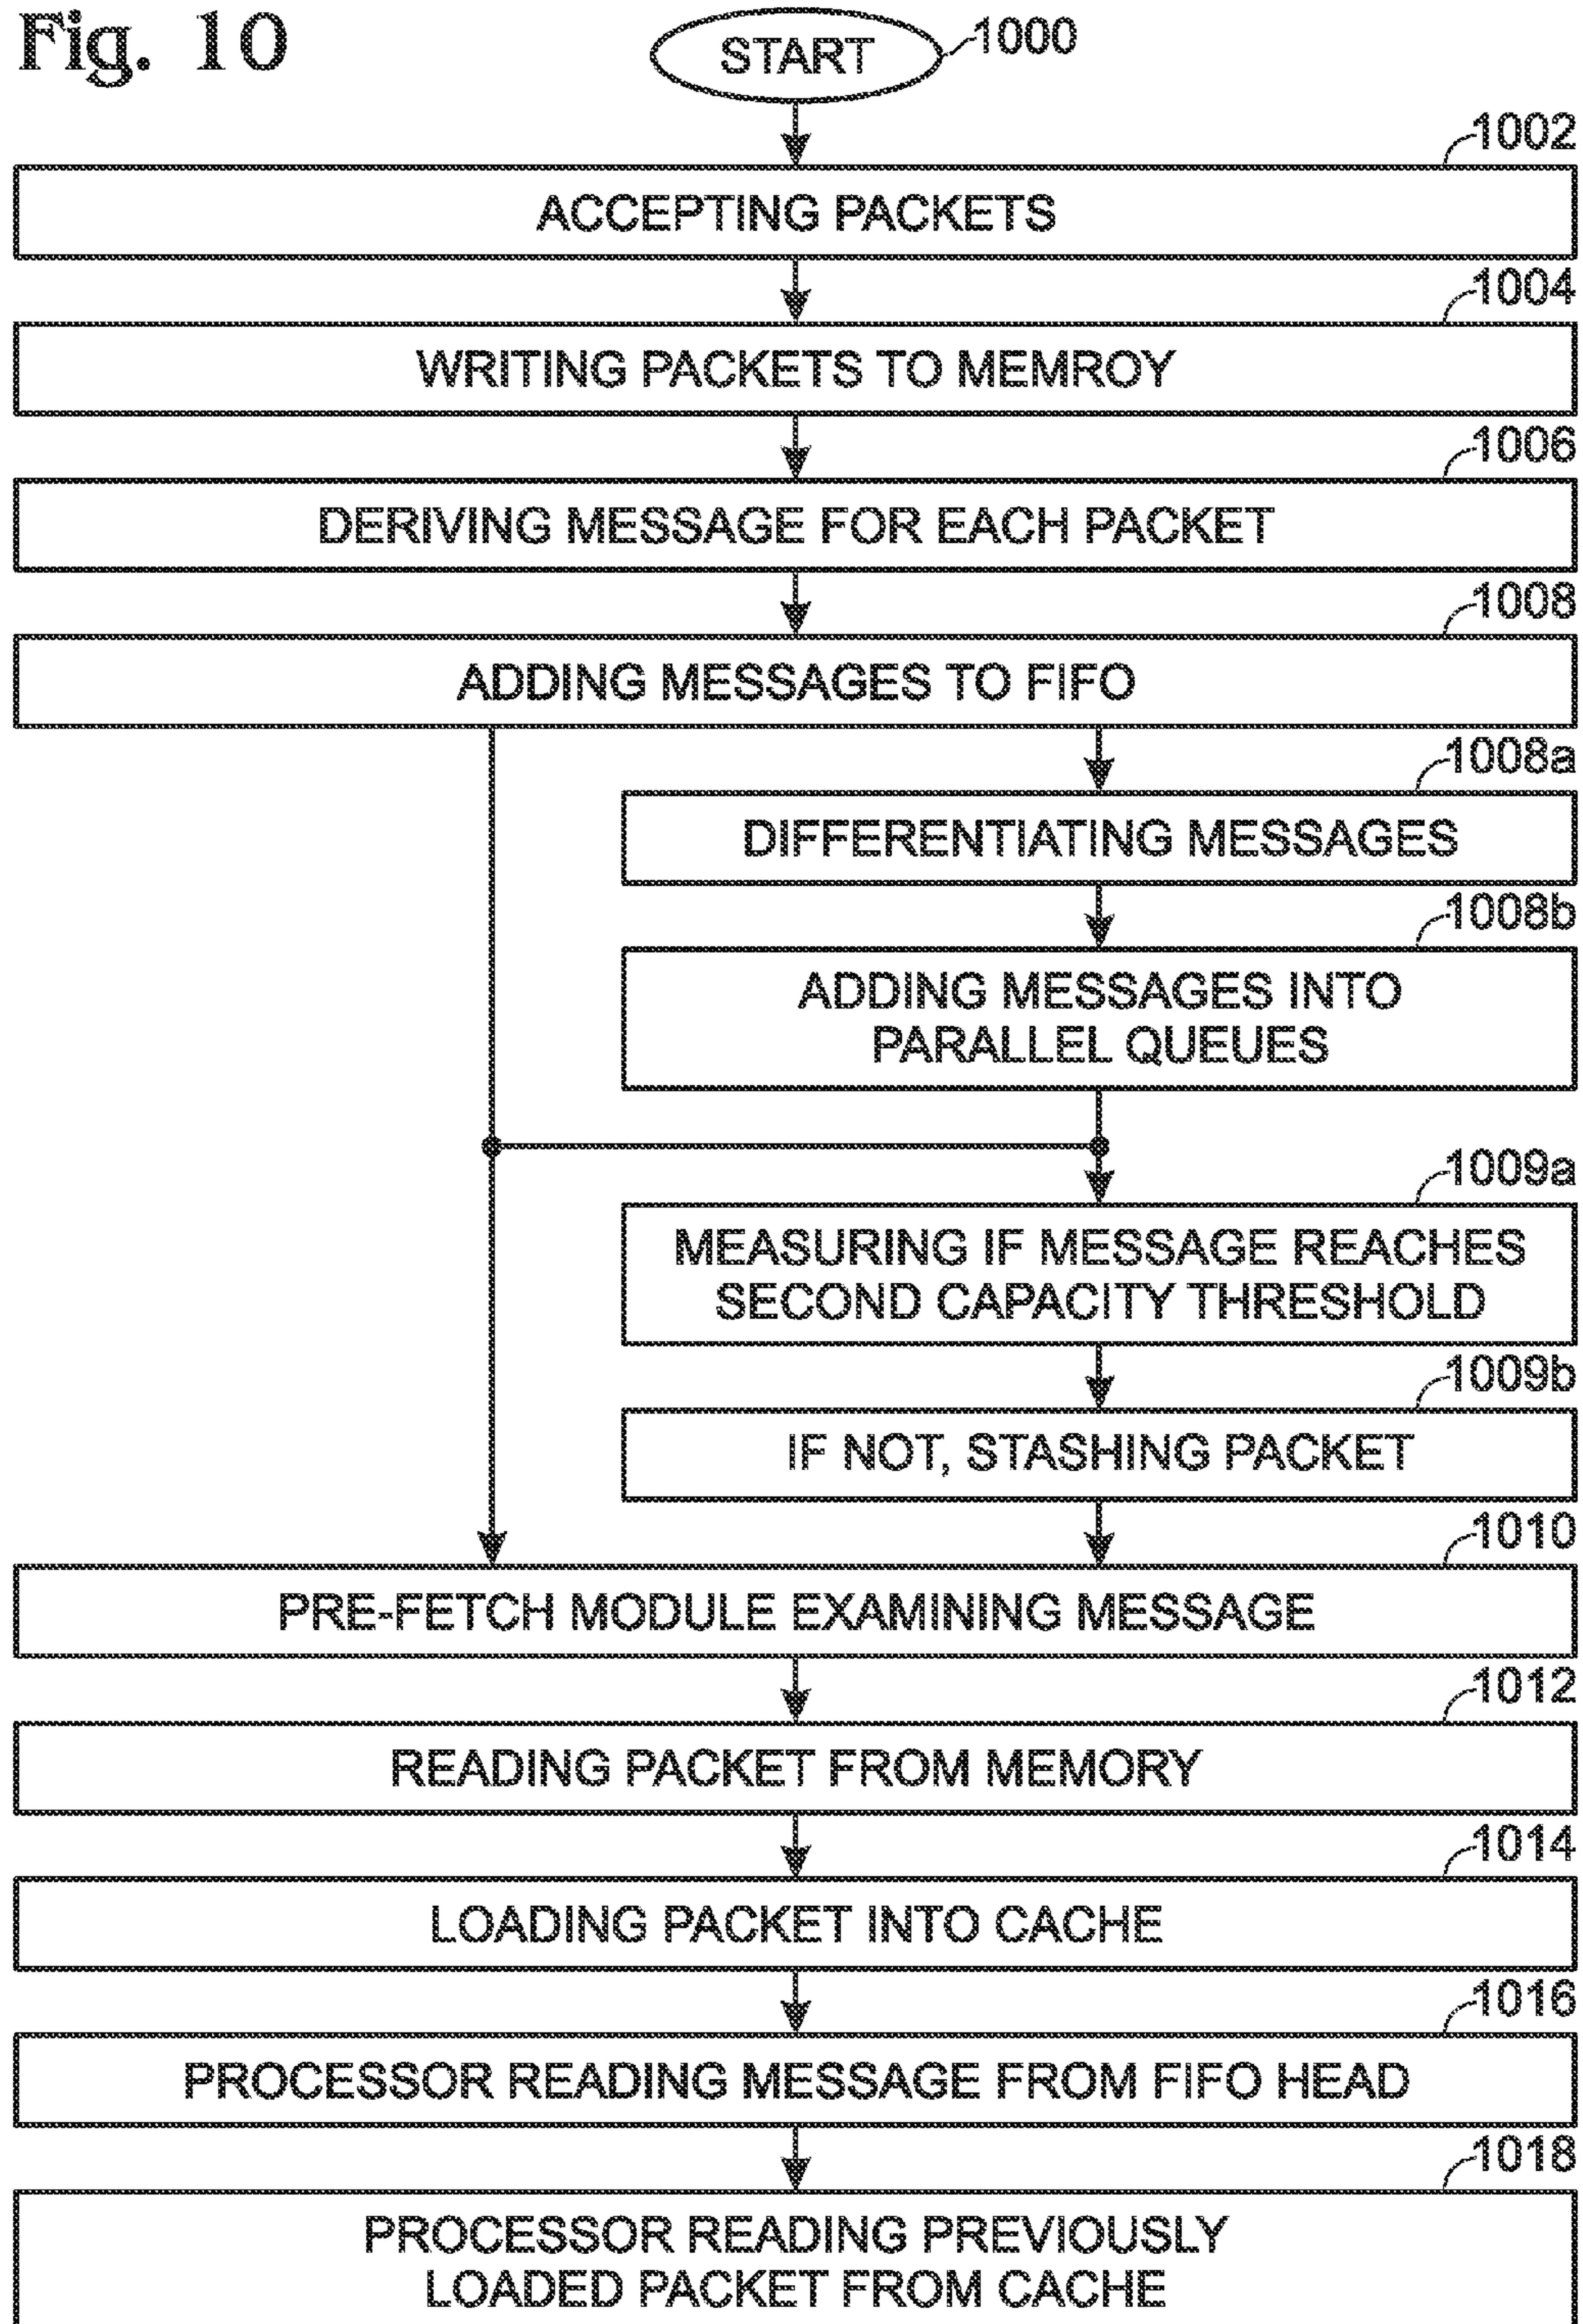 Fig. 10
START
1000
1002
ACCEPTING PACKETS
1004
WRITING PACKETS TO MEMROY
1006
DERIVING MESSAGE FOR EACH PACKET
1008
ADDING MESSAGES TO FIFO
1008a
DIFFERENTIATING MESSAGES
1008b
ADDING MESSAGES INTO
PARALLEL QUEUES
1009a
MEASURING IF MESSAGE REACHES
SECOND CAPACITY THRESHOLD
1009b
IF NOT, STASHING PACKET
1010
PRE-FETCH MODULE EXAMINING MESSAGE
1012
READING PACKET FROM MEMORY
1014
LOADING PACKET INTO CACHE
1016
PROCESSOR READING MESSAGE FROM FIFO HEAD
1018
PROCESSOR READING PREVIOUSLY
LOADED PACKET FROM CACHE